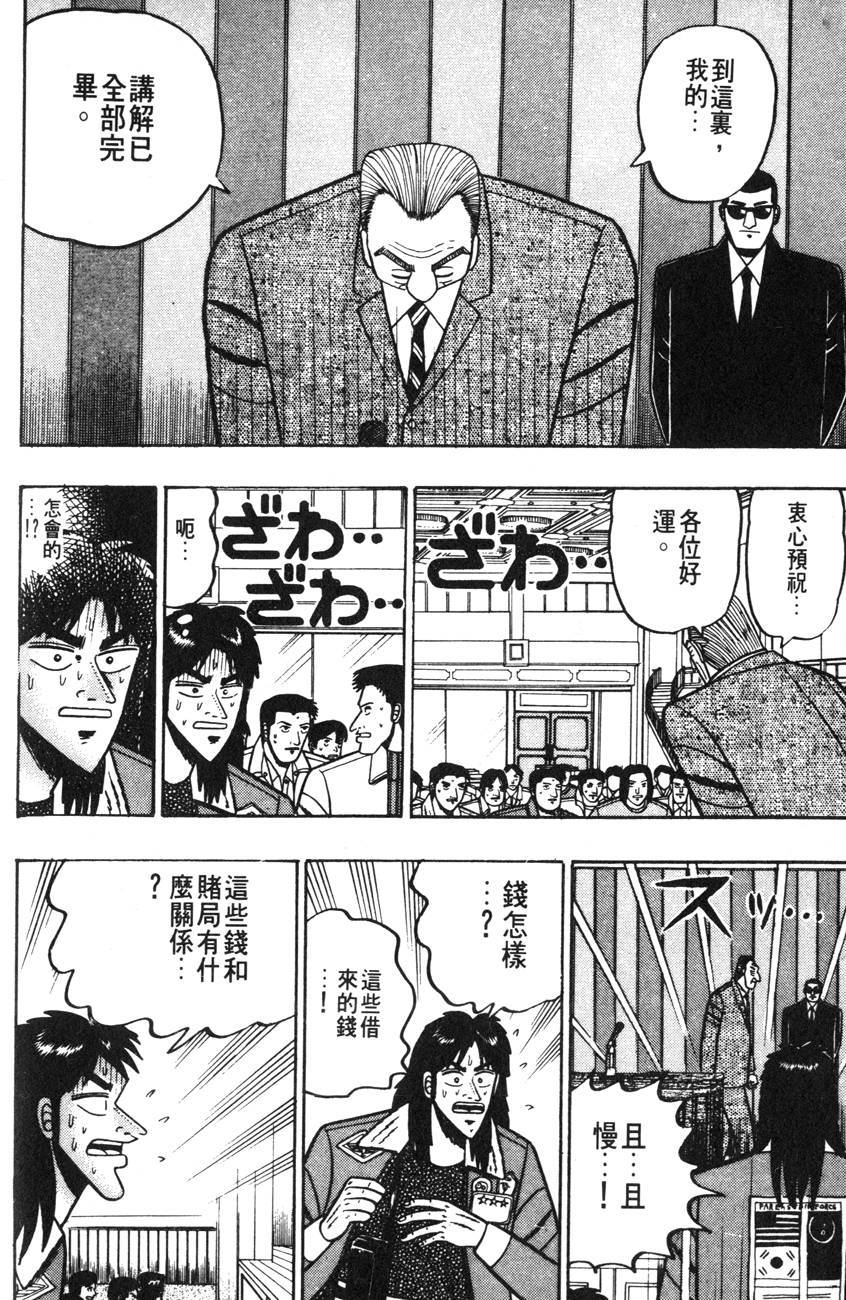 到這裏，
我的…
講解已
全部完
畢。
衷心預祝…
各位好
運。
ざわ‥
ざわ‥
ざわ‥
呃…
怎會的
…!?
スッ…
且…且
慢…!
錢怎樣
…?
這些借
來的錢
…!
這些錢和
賭局有什
麼關係…
?